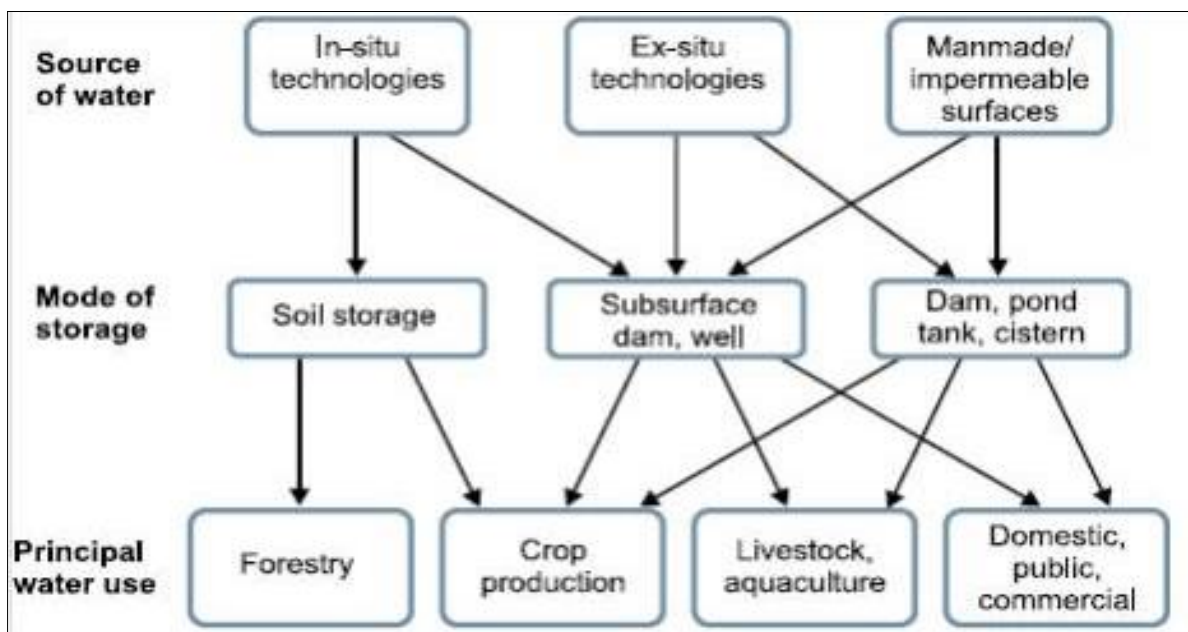 Source
of water
In-situ
technologies
Ex-situ
technologies
Manmade/
impermeable
surfaces
Mode of
storage
Soil storage
Subsurface
dam, well
Dam, pond
tank, cistern
Principal
water use
Forestry
Crop
production
Livestock,
aquaculture
Domestic,
public,
commercial